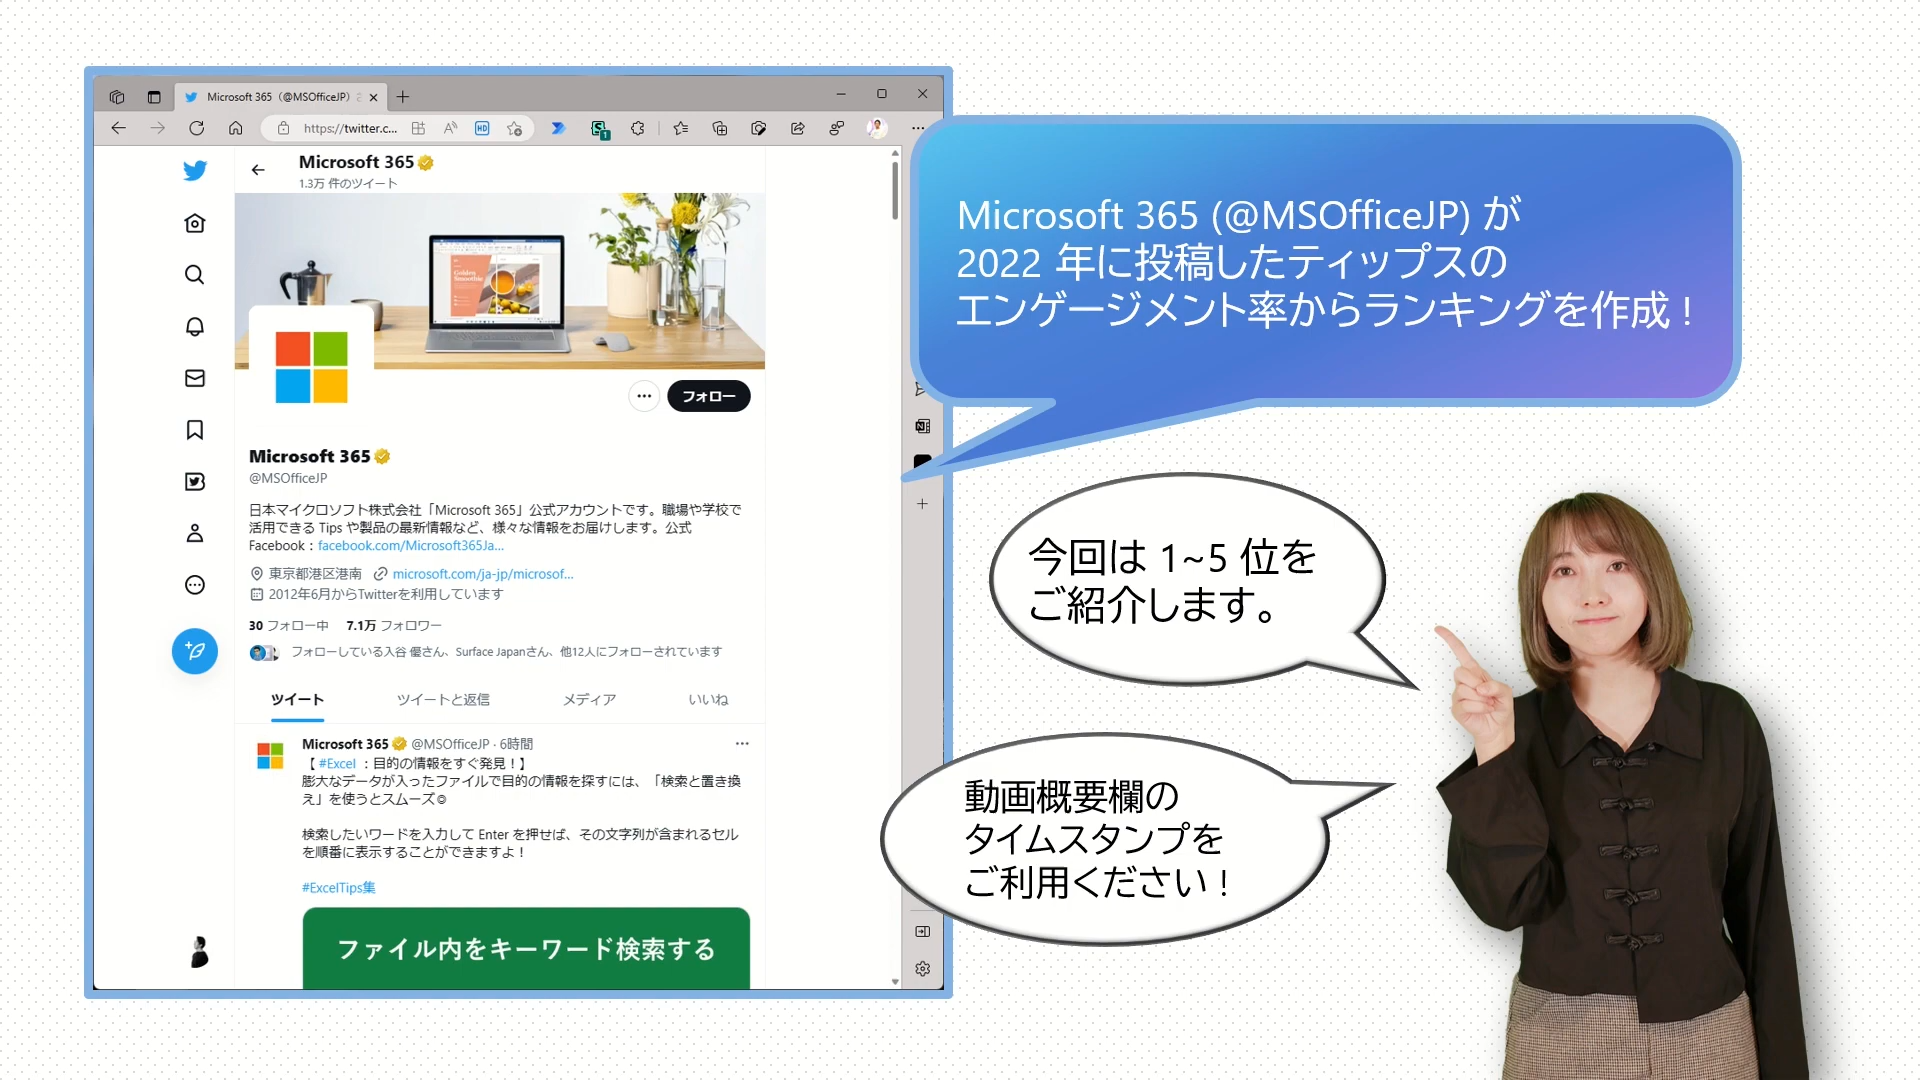 Microsoft 365（@MSOfficeJP）さ
https://twitter.c...
HD
1
Microsoft 365
1.3万 件のツイート
フォロー
Microsoft 365
@MSOfficeJP
日本マイクロソフト株式会社「Microsoft 365」公式アカウントです。職場や学校で
活用できる Tips や製品の最新情報など、様々な情報をお届けします。公式
Facebook：facebook.com/Microsoft365Ja...
東京都港区港南 microsoft.com/ja-jp/microsof...
2012年6月からTwitterを利用しています
30 フォロー中 7.1万 フォロワー
フォローしている入谷 優さん、Surface Japanさん、他12人にフォローされています
ツイート ツイートと返信 メディア いいね
Microsoft 365 @MSOfficeJP · 6時間
【 #Excel ：目的の情報をすぐ発見！】
膨大なデータが入ったファイルで目的の情報を探すには、「検索と置き換
え」を使うとスムーズ☺
検索したいワードを入力して Enter を押せば、その文字列が含まれるセル
を順番に表示することができますよ！
#ExcelTips集
ファイル内をキーワード検索する
Microsoft 365 (@MSOfficeJP) が
2022 年に投稿したティップスの
エンゲージメント率からランキングを作成！
今回は 1~5 位を
ご紹介します。
動画概要欄の
タイムスタンプを
ご利用ください！